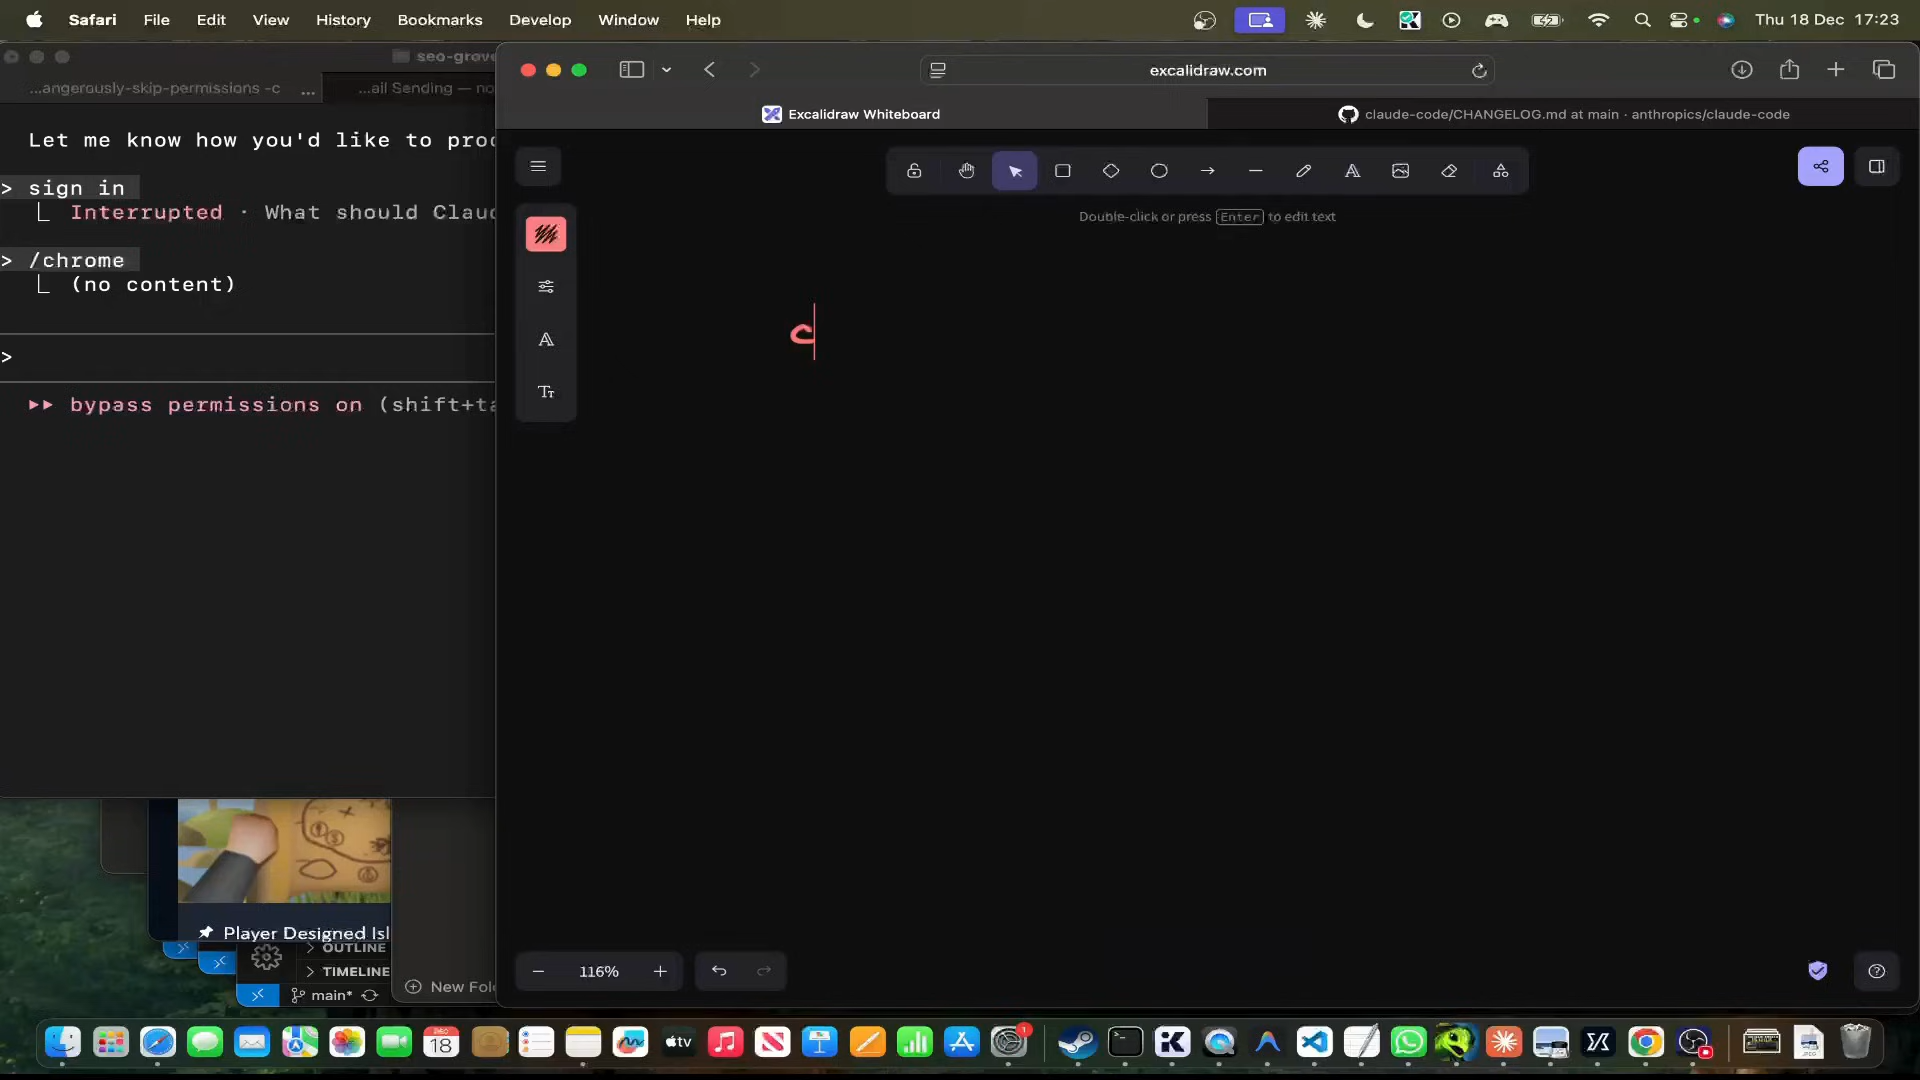 Safari File Edit View History Bookmarks Develop Window Help Thu 18 Dec 17:23
seo-grove
...angerously-skip-permissions -c ... ...ail Sending — no
Let me know how you'd like to proc
> sign in
Interrupted · What should Clau
> /chrome
(no content)
>
bypass permissions on (shift+ta
excalidraw.com
Excalidraw Whiteboard
claude-code/CHANGELOG.md at main · anthropics/claude-code
Double-click or press Enter to edit text
c
116%
Player Designed Isl
OUTLINE
TIMELINE
main*
New Fol
DEC
18
tv
1